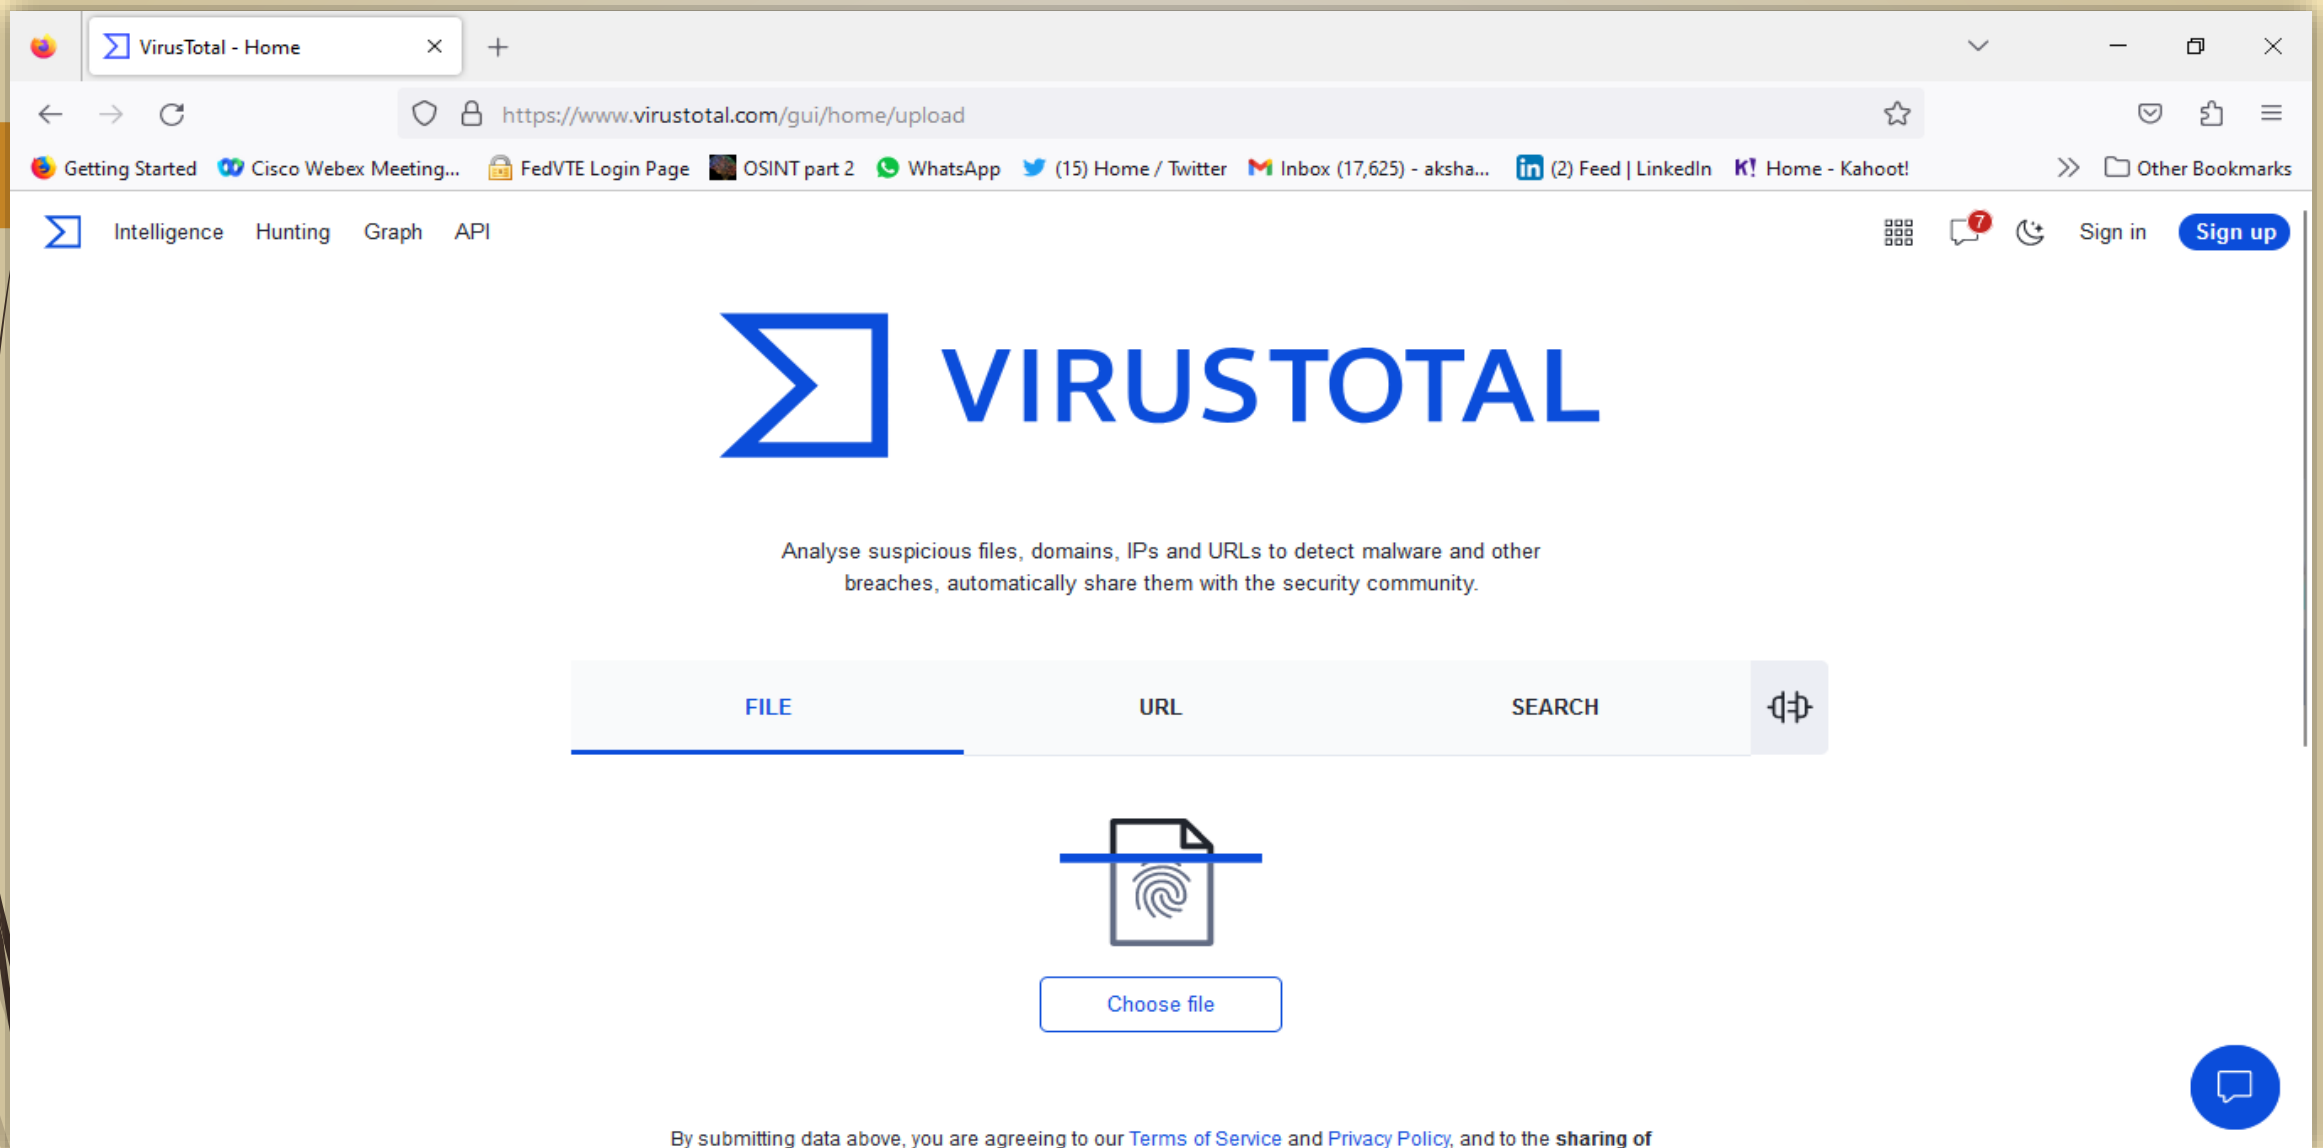 VirusTotal - Home
https://www.virustotal.com/gui/home/upload
Getting Started Cisco Webex Meeting... FedVTE Login Page OSINT part 2 WhatsApp (15) Home / Twitter Inbox (17,625) - aksha... (2) Feed | LinkedIn K! Home - Kahoot! Other Bookmarks
Intelligence Hunting Graph API 7 Sign in Sign up
VIRUSTOTAL
Analyse suspicious files, domains, IPs and URLs to detect malware and other
breaches, automatically share them with the security community.
FILE URL SEARCH
Choose file
By submitting data above, you are agreeing to our Terms of Service and Privacy Policy, and to the sharing of